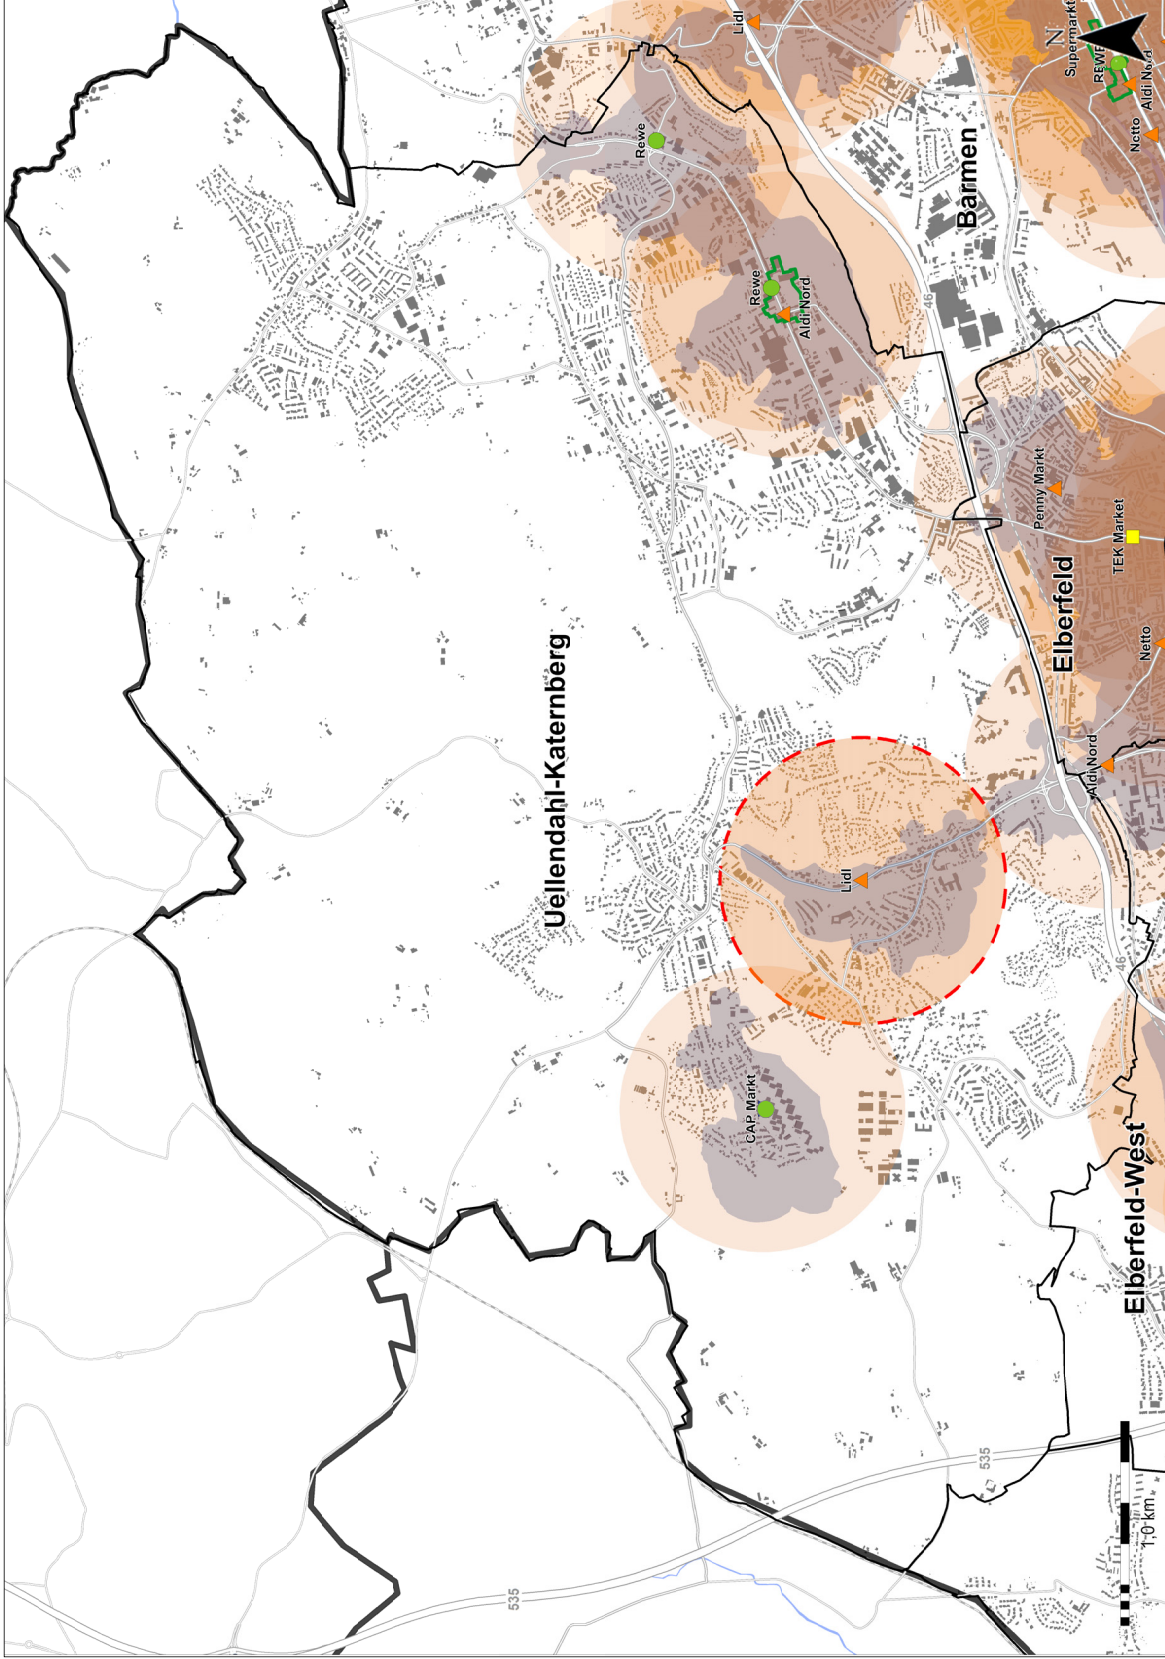 Lidl
N
Supermarkt
REWE
Aldi Nord
Netto
Rewe
Barmen
Rewe
Aldi Nord
46
Penny Markt
TEK Market
Elberfeld
Netto
Uellendahl-Katernberg
Aldi Nord
Lidl
46
CAP Markt
Elberfeld-West
535
535
1,0 km